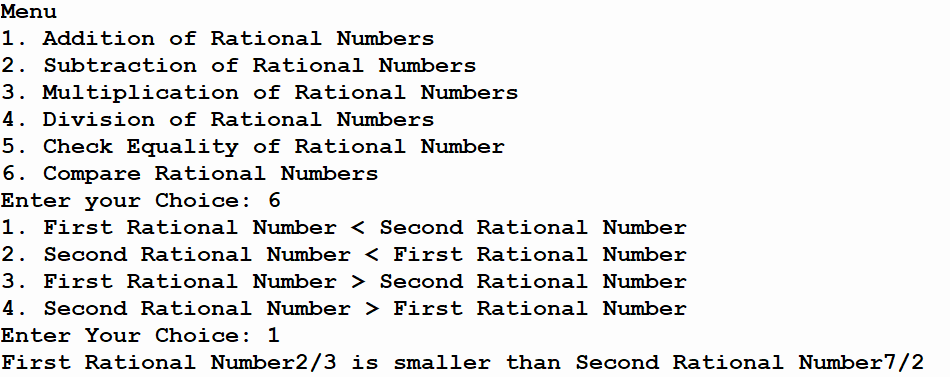 Menu
1. Addition of Rational Numbers
2. Subtraction of Rational Numbers
3. Multiplication of Rational Numbers
4. Division of Rational Numbers
5. Check Equality of Rational Number
6. Compare Rational Numbers
Enter your Choice: 6
1. First Rational Number < Second Rational Number
2. Second Rational Number < First Rational Number
3. First Rational Number > Second Rational Number
4. Second Rational Number > First Rational Number
Enter Your Choice: 1
First Rational Number2/3 is smaller than Second Rational Number7/2